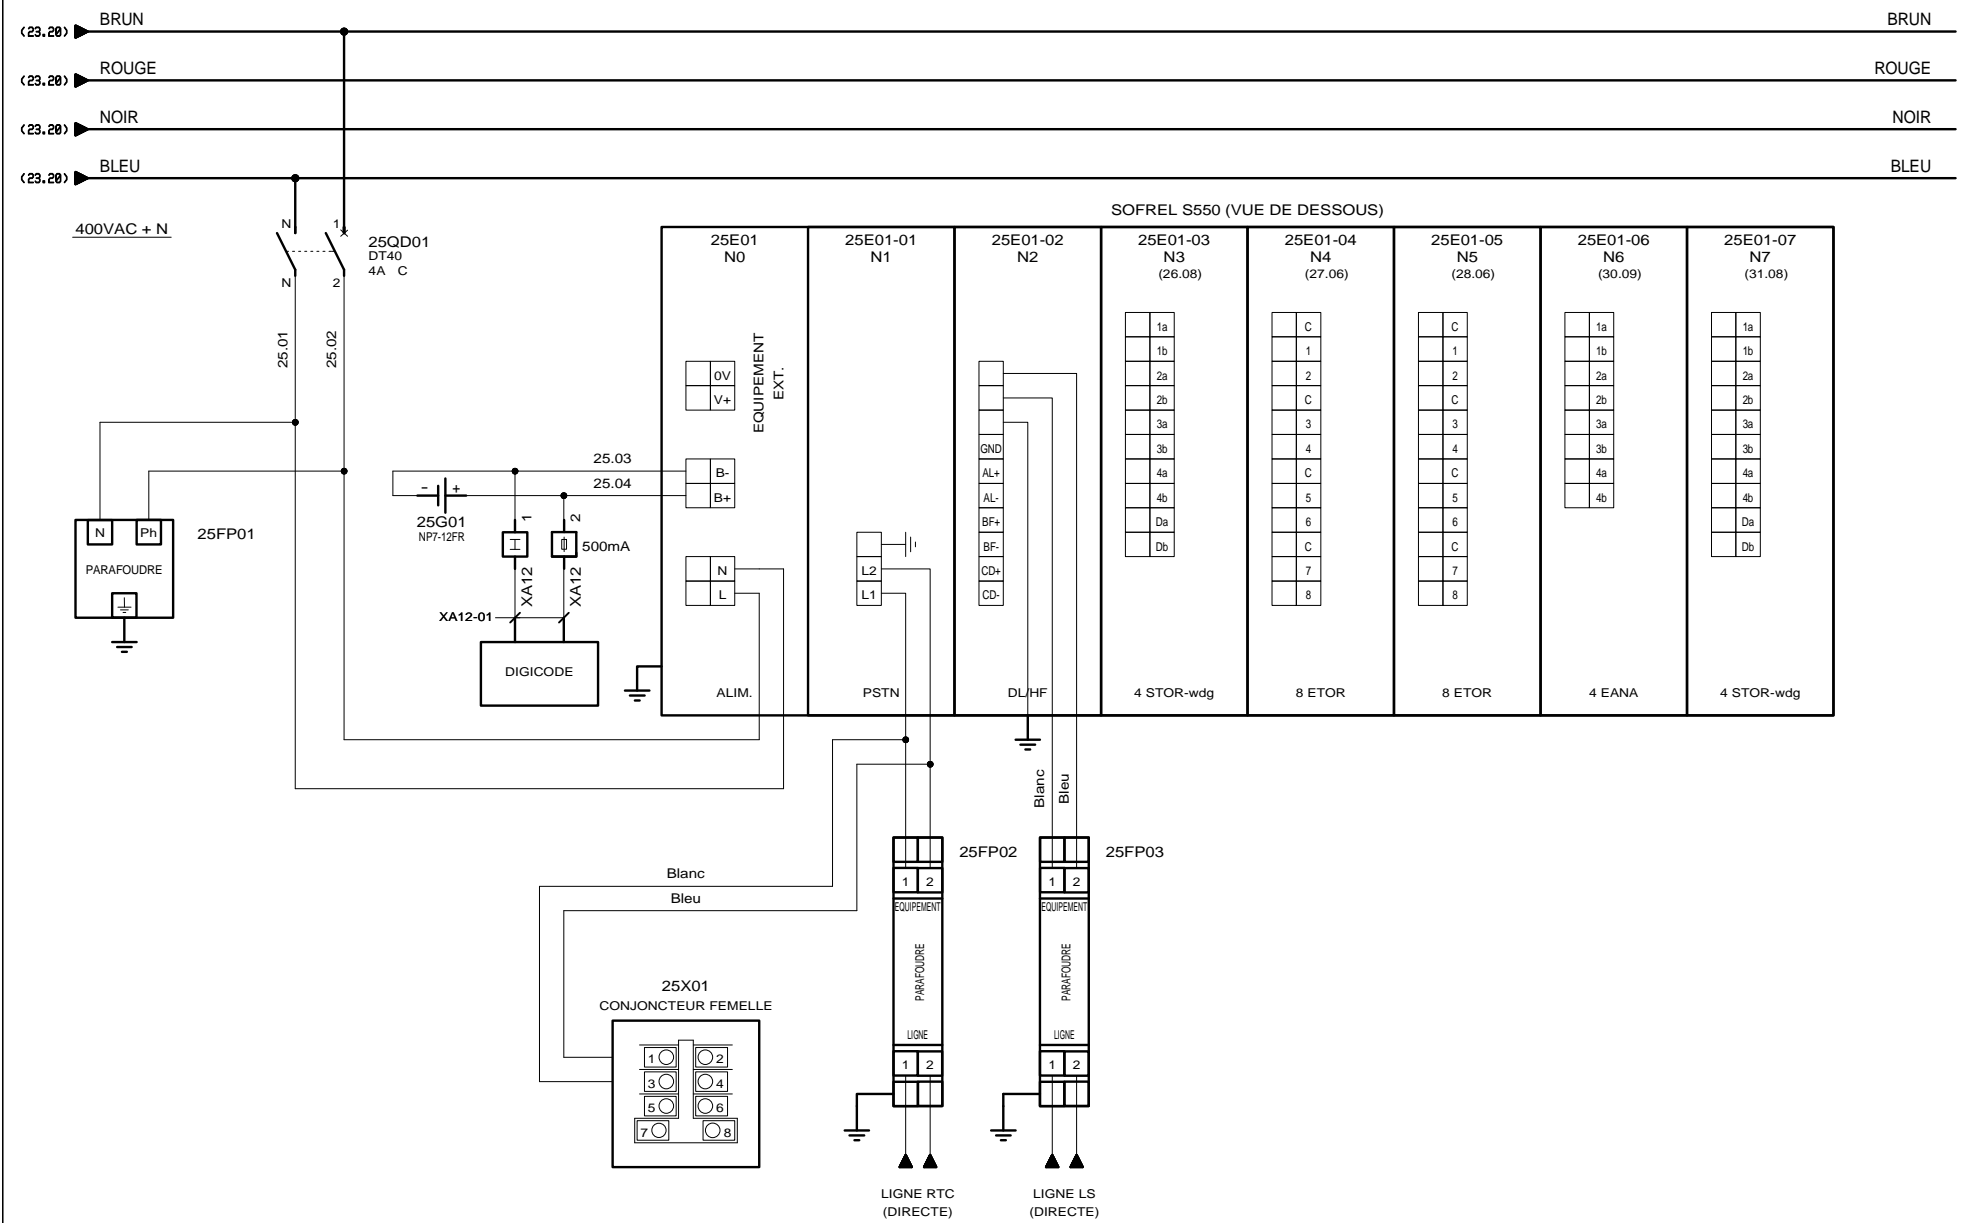 BRUN
BRUN
(23.20)
ROUGE
ROUGE
(23.20)
NOIR
NOIR
(23.20)
BLEU
BLEU
(23.20)
400VAC + N
N
1
25QD01
DT40
4A C
N
2
25.01
25.02
SOFREL S550 (VUE DE DESSOUS)
25E01
N0
EQUIPEMENT
EXT.
0V
V+
25.03
B-
25.04
B+
N
L
ALIM.
25E01-01
N1
L2
L1
PSTN
25E01-02
N2
GND
AL+
AL-
BF+
BF-
CD+
CD-
DL/HF
25E01-03
N3
(26.08)
1a
1b
2a
2b
3a
3b
4a
4b
Da
Db
4 STOR-wdg
25E01-04
N4
(27.06)
C
1
2
C
3
4
C
5
6
C
7
8
8 ETOR
25E01-05
N5
(28.06)
C
1
2
C
3
4
C
5
6
C
7
8
8 ETOR
25E01-06
N6
(30.09)
1a
1b
2a
2b
3a
3b
4a
4b
4 EANA
25E01-07
N7
(31.08)
1a
1b
2a
2b
3a
3b
4a
4b
Da
Db
4 STOR-wdg
N
Ph
25FP01
PARAFOUDRE
- +
25G01
NP7-12FR
1
2
500mA
XA12
XA12
XA12-01
DIGICODE
Blanc
Bleu
25FP02
25FP03
1 2
EQUIPEMENT
PARAFOUDRE
LIGNE
1 2
1 2
EQUIPEMENT
PARAFOUDRE
LIGNE
1 2
Blanc
Bleu
25X01
CONJONCTEUR FEMELLE
1 2
3 4
5 6
7 8
LIGNE RTC
(DIRECTE)
LIGNE LS
(DIRECTE)